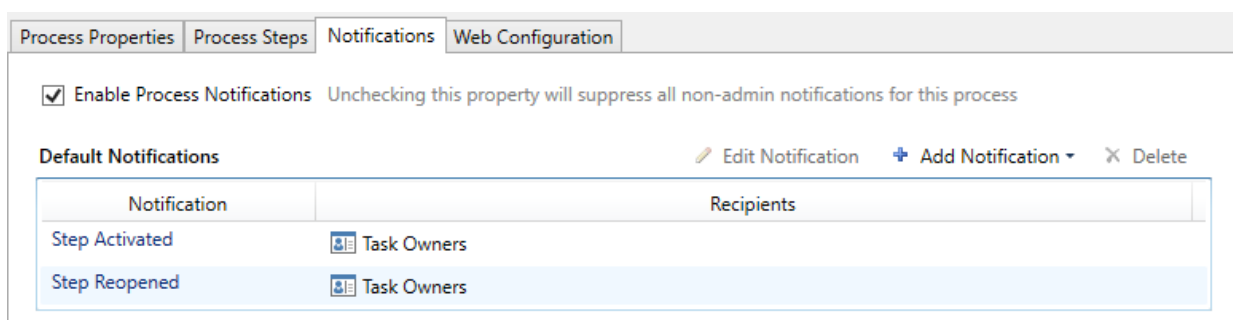 Process Properties Process Steps Notifications Web Configuration
Enable Process Notifications Unchecking this property will suppress all non-admin notifications for this process
Default Notifications Edit Notification Add Notification Delete
Notification Recipients
Step Activated Task Owners
Step Reopened Task Owners